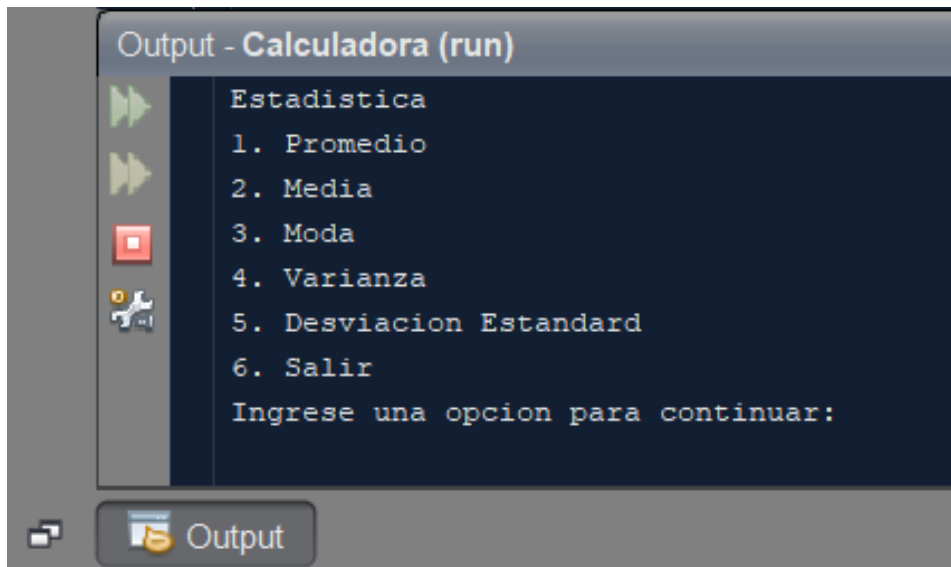 Output - Calculadora (run)
Estadistica
1. Promedio
2. Media
3. Moda
4. Varianza
5. Desviacion Estandard
6. Salir
Ingrese una opcion para continuar:
Output